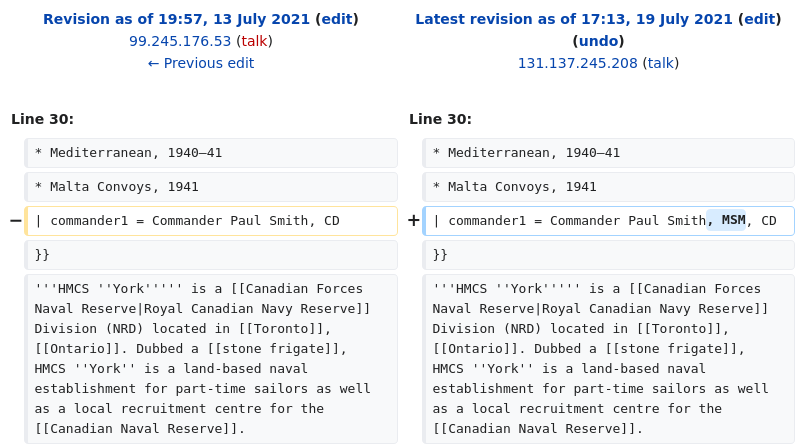 Revision as of 19:57, 13 July 2021 (edit)
99.245.176.53 (talk)
← Previous edit
Latest revision as of 17:13, 19 July 2021 (edit)
(undo)
131.137.245.208 (talk)
Line 30:
Line 30:
* Mediterranean, 1940–41
* Mediterranean, 1940–41
* Malta Convoys, 1941
* Malta Convoys, 1941
− | commander1 = Commander Paul Smith, CD
+ | commander1 = Commander Paul Smith, MSM, CD
}}
}}
'''HMCS ''York''''' is a [[Canadian Forces
Naval Reserve|Royal Canadian Navy Reserve]]
Division (NRD) located in [[Toronto]],
[[Ontario]]. Dubbed a [[stone frigate]],
HMCS ''York'' is a land-based naval
establishment for part-time sailors as well
as a local recruitment centre for the
[[Canadian Naval Reserve]].
'''HMCS ''York''''' is a [[Canadian Forces
Naval Reserve|Royal Canadian Navy Reserve]]
Division (NRD) located in [[Toronto]],
[[Ontario]]. Dubbed a [[stone frigate]],
HMCS ''York'' is a land-based naval
establishment for part-time sailors as well
as a local recruitment centre for the
[[Canadian Naval Reserve]].